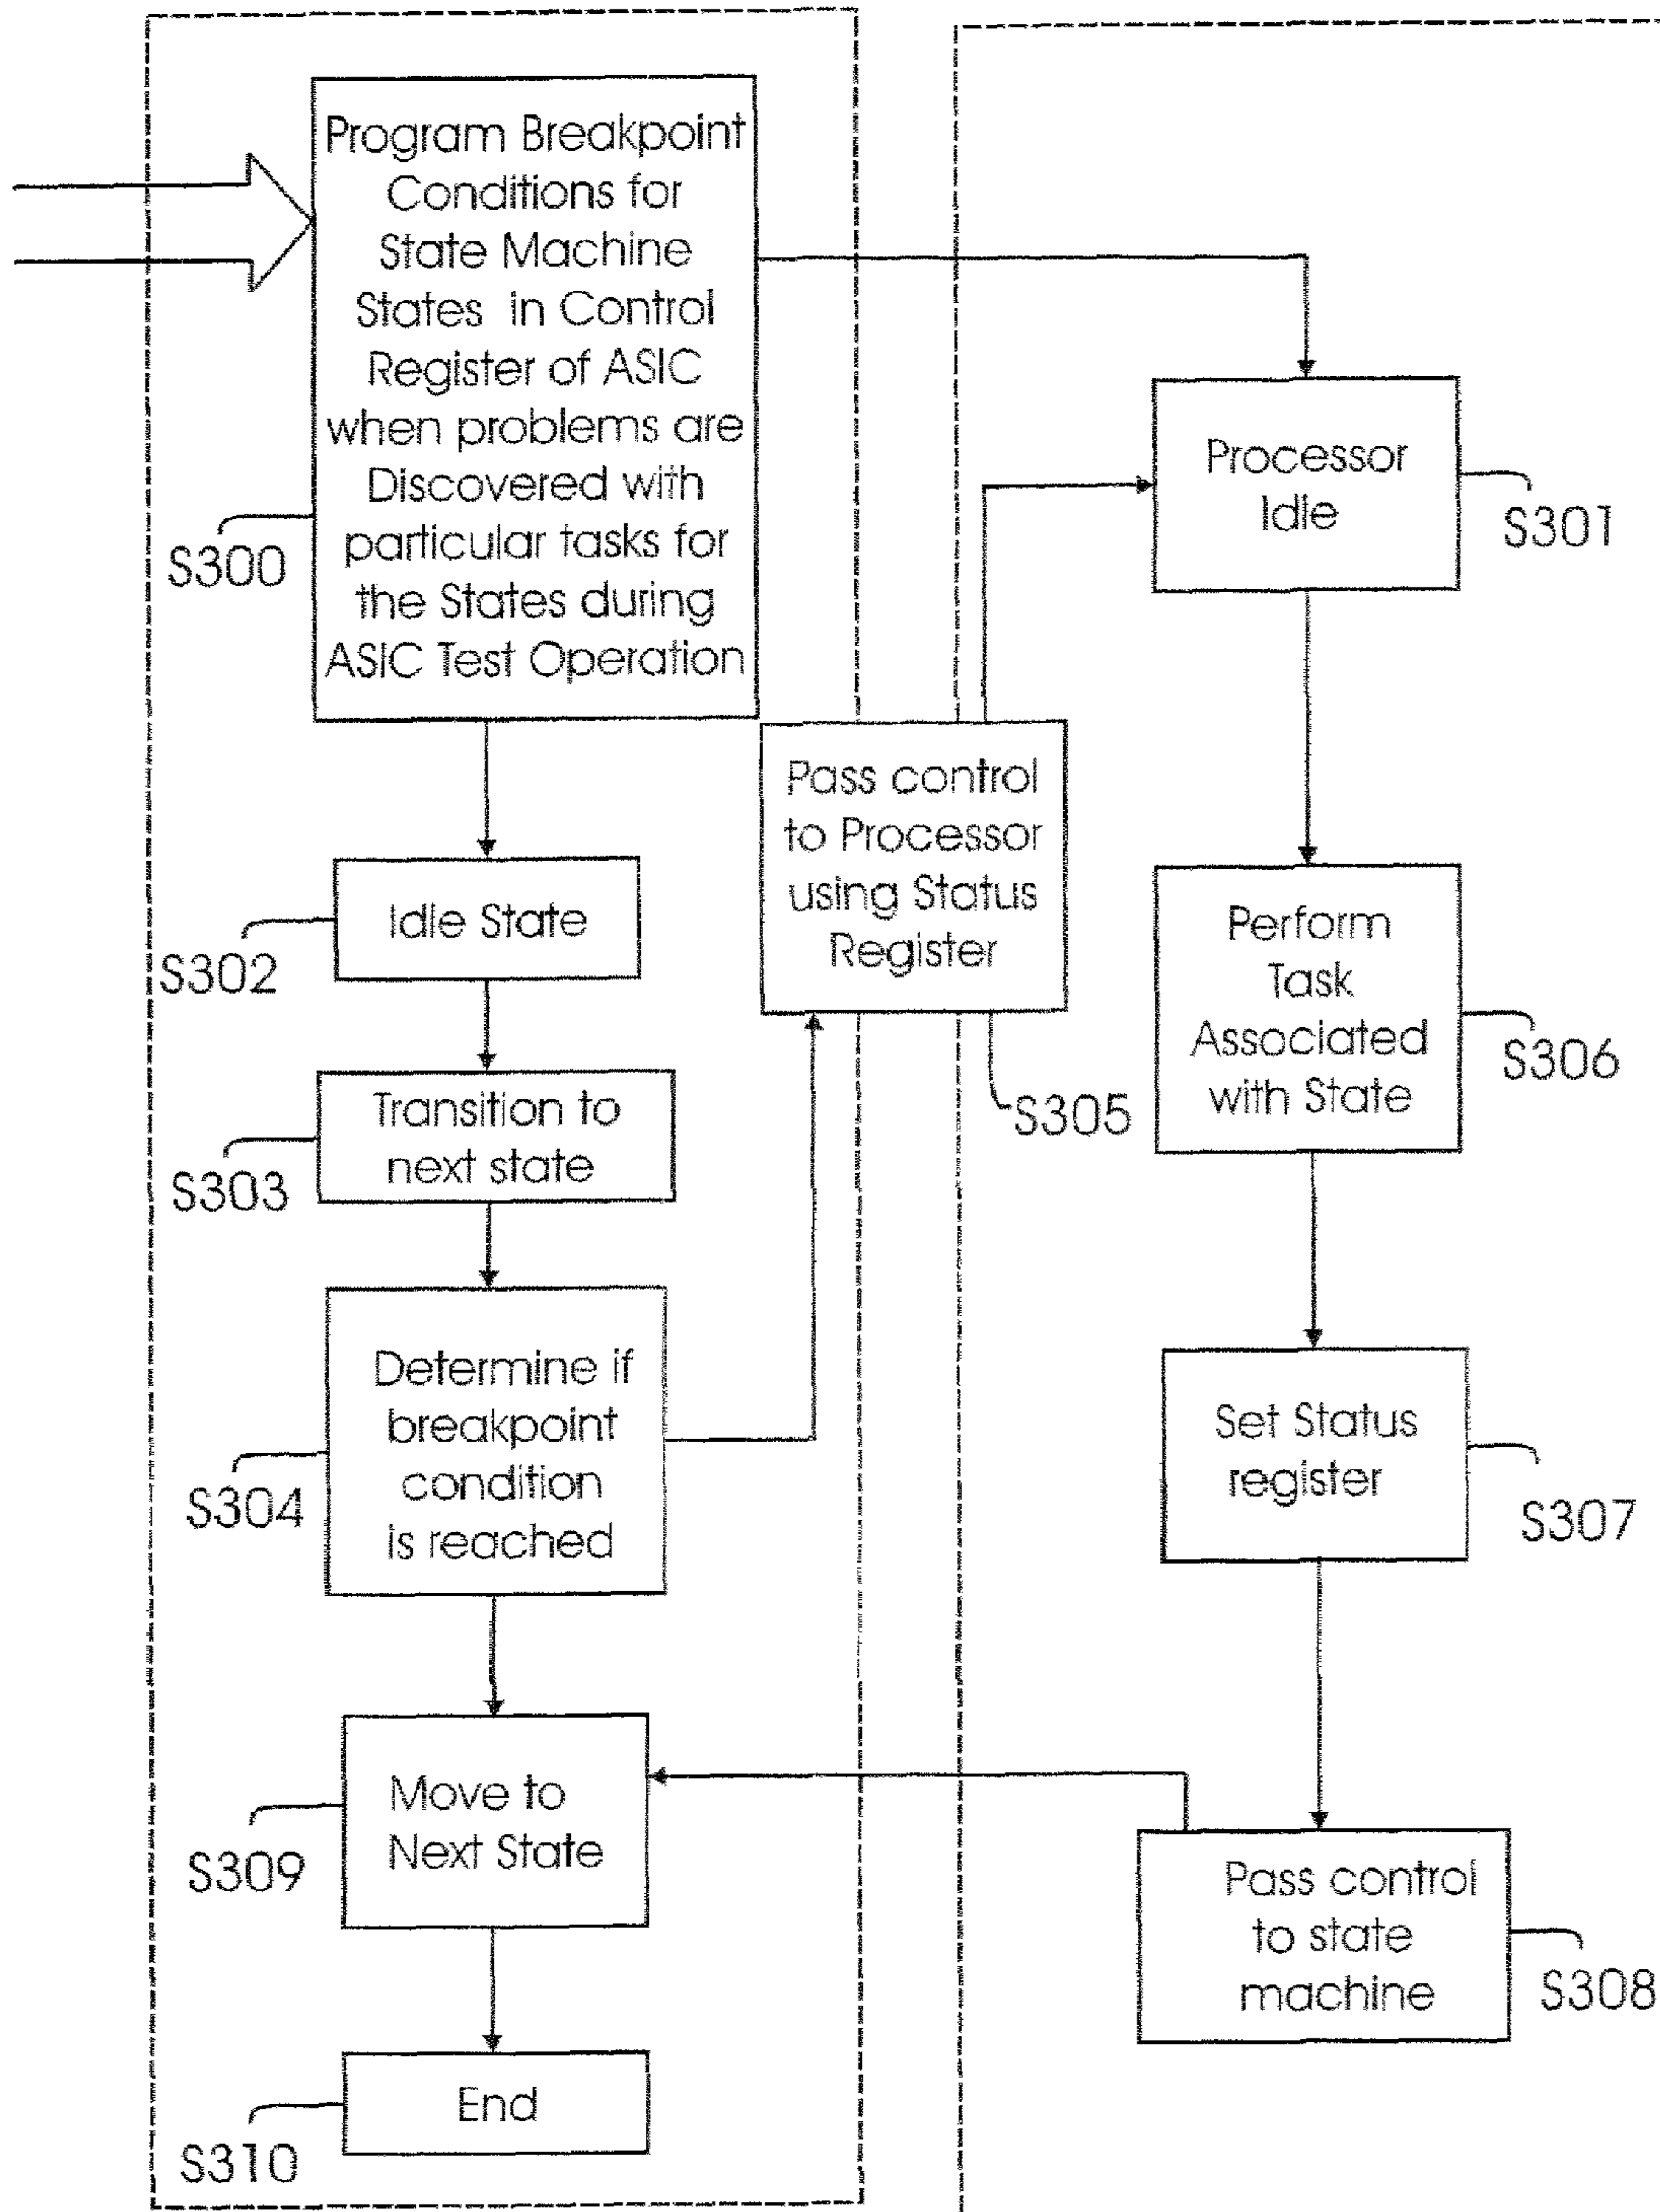 Program Breakpoint
Conditions for
State Machine
States in Control
Register of ASIC
when problems are
Discovered with
particular tasks for
the States during
ASIC Test Operation
S300
Processor
Idle
S301
Pass control
to Processor
using Status
Register
S305
Idle State
S302
Perform
Task
Associated
with State
S306
Transition to
next state
S303
Determine if
breakpoint
condition
is reached
S304
Set Status
register
S307
Move to
Next State
S309
Pass control
to state
machine
S308
End
S310